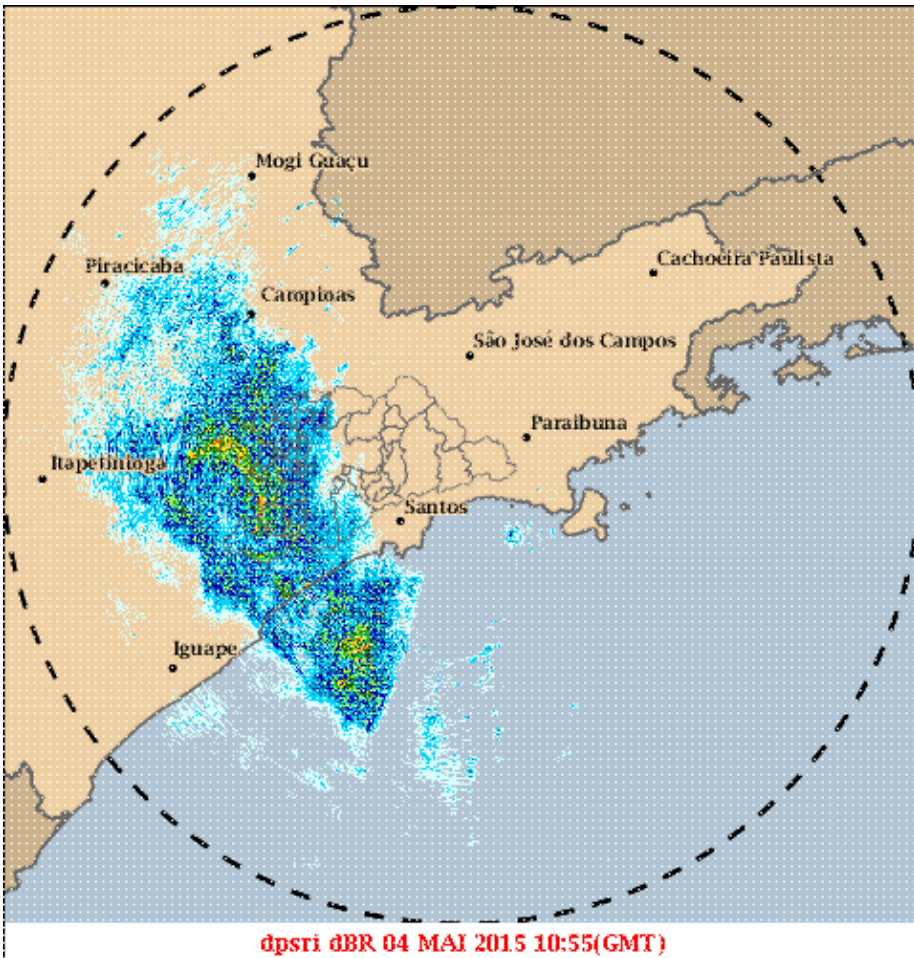 Mogi Guaçu
Piracicaba
Cachoeira Paulista
Campinas
São José dos Campos
Paraibuna
Itapetininga
Santos
Iguape
dpsri dBR 04 MAI 2015 10:55(GMT)